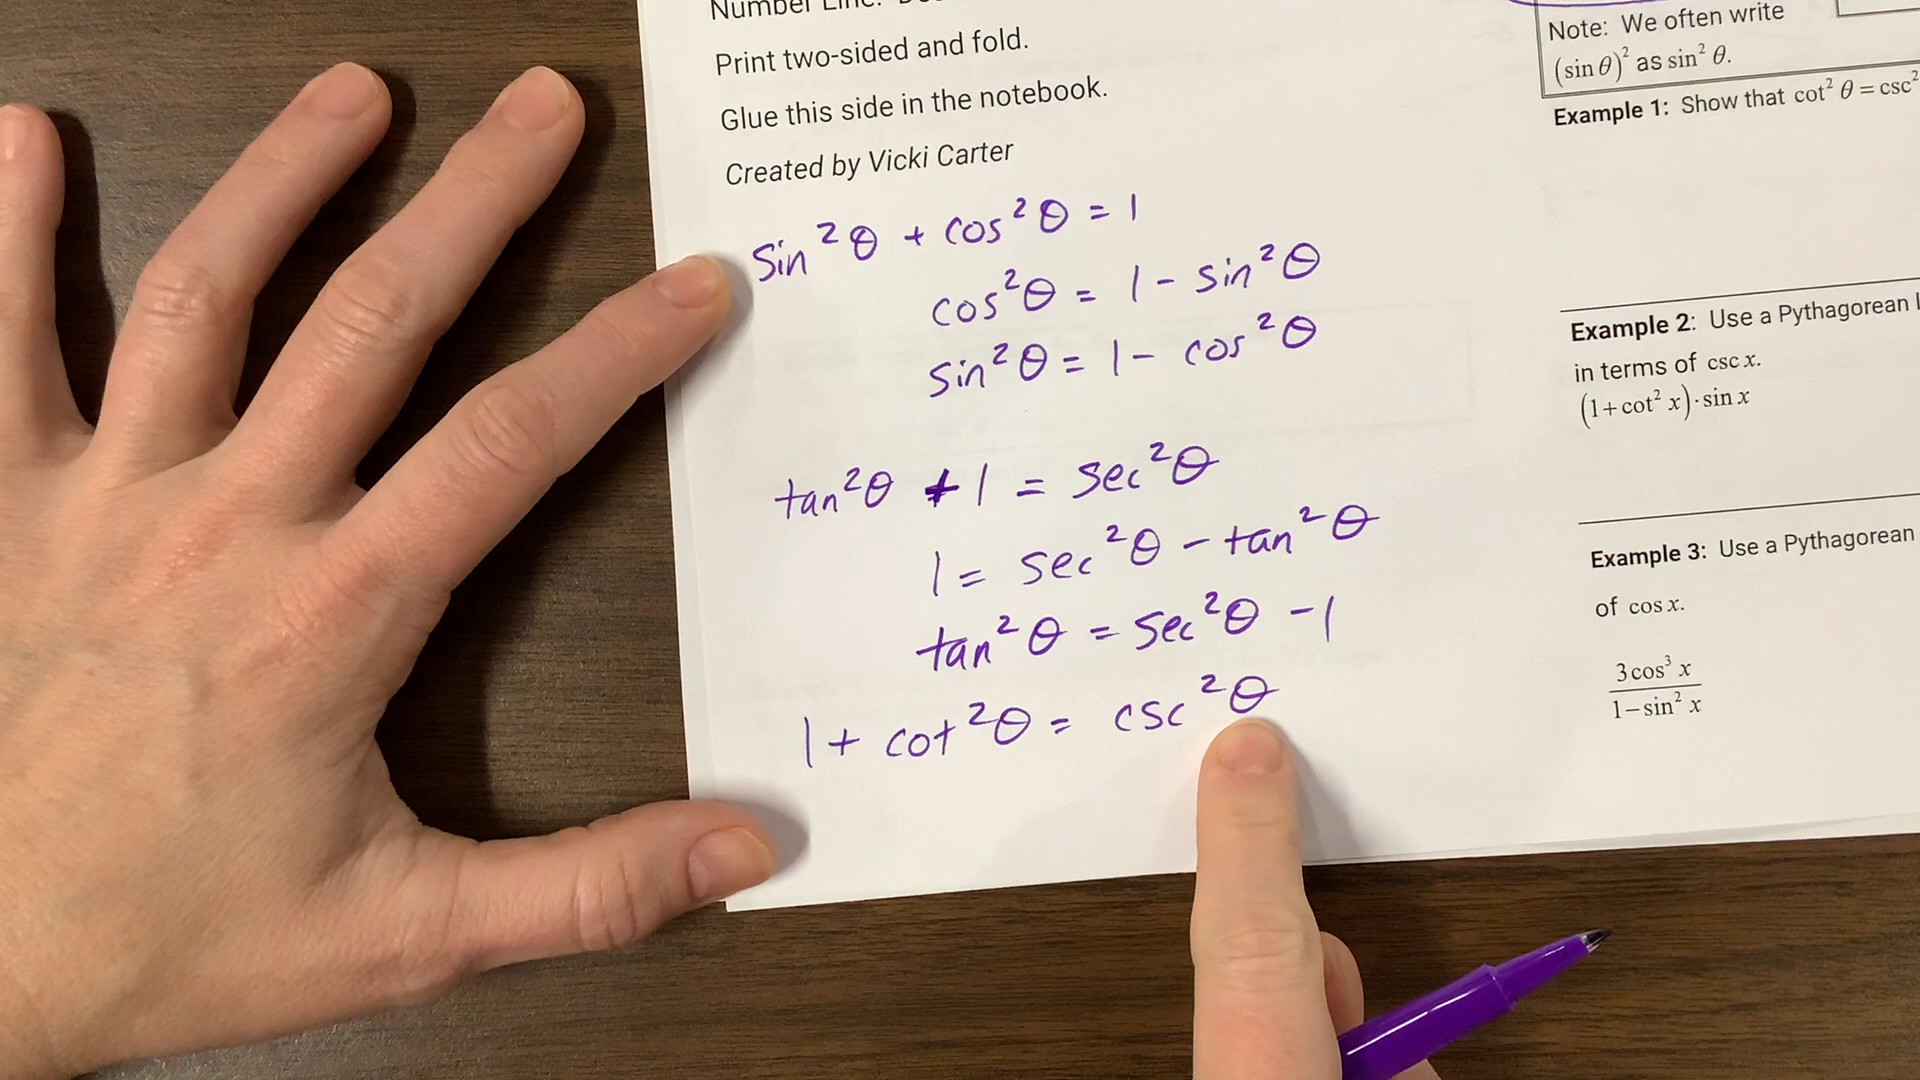 Number Line:
Print two-sided and fold.
Glue this side in the notebook.
Created by Vicki Carter
sin²θ + cos²θ = 1
cos²θ = 1 - sin²θ
sin²θ = 1 - cos²θ
tan²θ + 1 = sec²θ
1 = sec²θ - tan²θ
tan²θ = sec²θ - 1
1 + cot²θ = csc²θ
Note: We often write
(sin θ)² as sin² θ.
Example 1: Show that cot² θ = csc²
Example 2: Use a Pythagorean
in terms of csc x.
(1+cot² x)·sin x
Example 3: Use a Pythagorean
of cos x.
3 cos³ x
1−sin² x